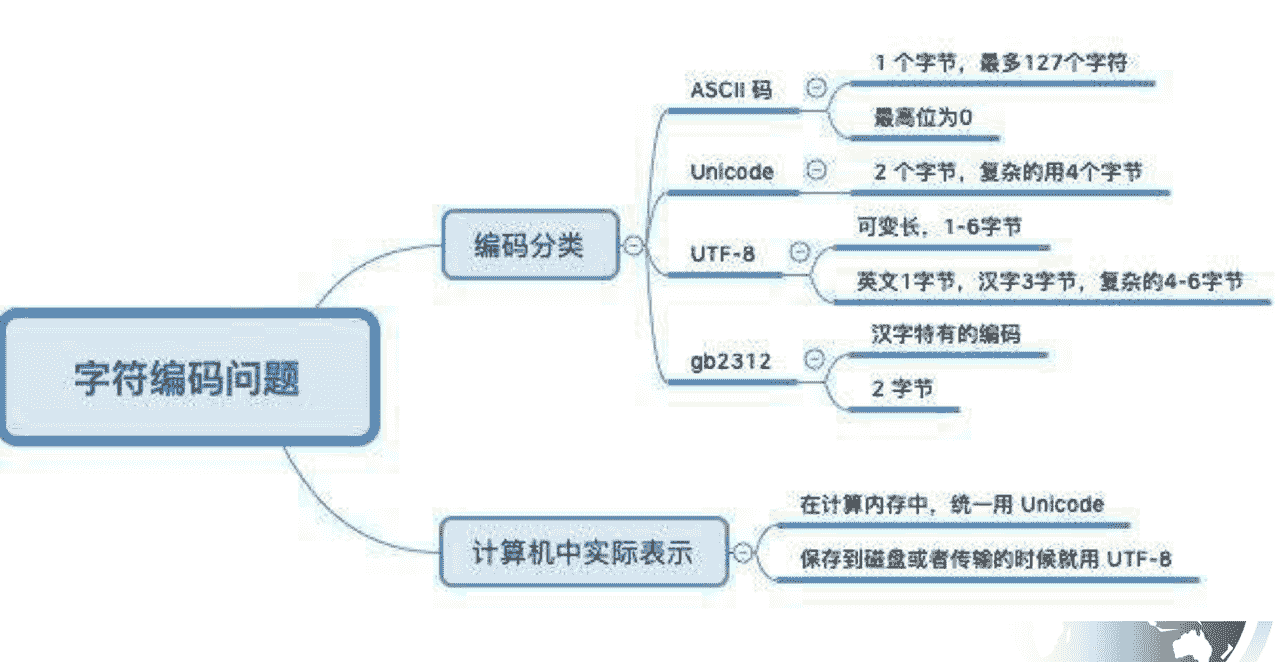 字符编码问题
编码分类
ASCII 码
1 个字节，最多127个字符
最高位为0
Unicode
2 个字节，复杂的用4个字节
UTF-8
可变长，1-6字节
英文1字节，汉字3字节，复杂的4-6字节
gb2312
汉字特有的编码
2 字节
计算机中实际表示
在计算内存中，统一用 Unicode
保存到磁盘或者传输的时候就用 UTF-8